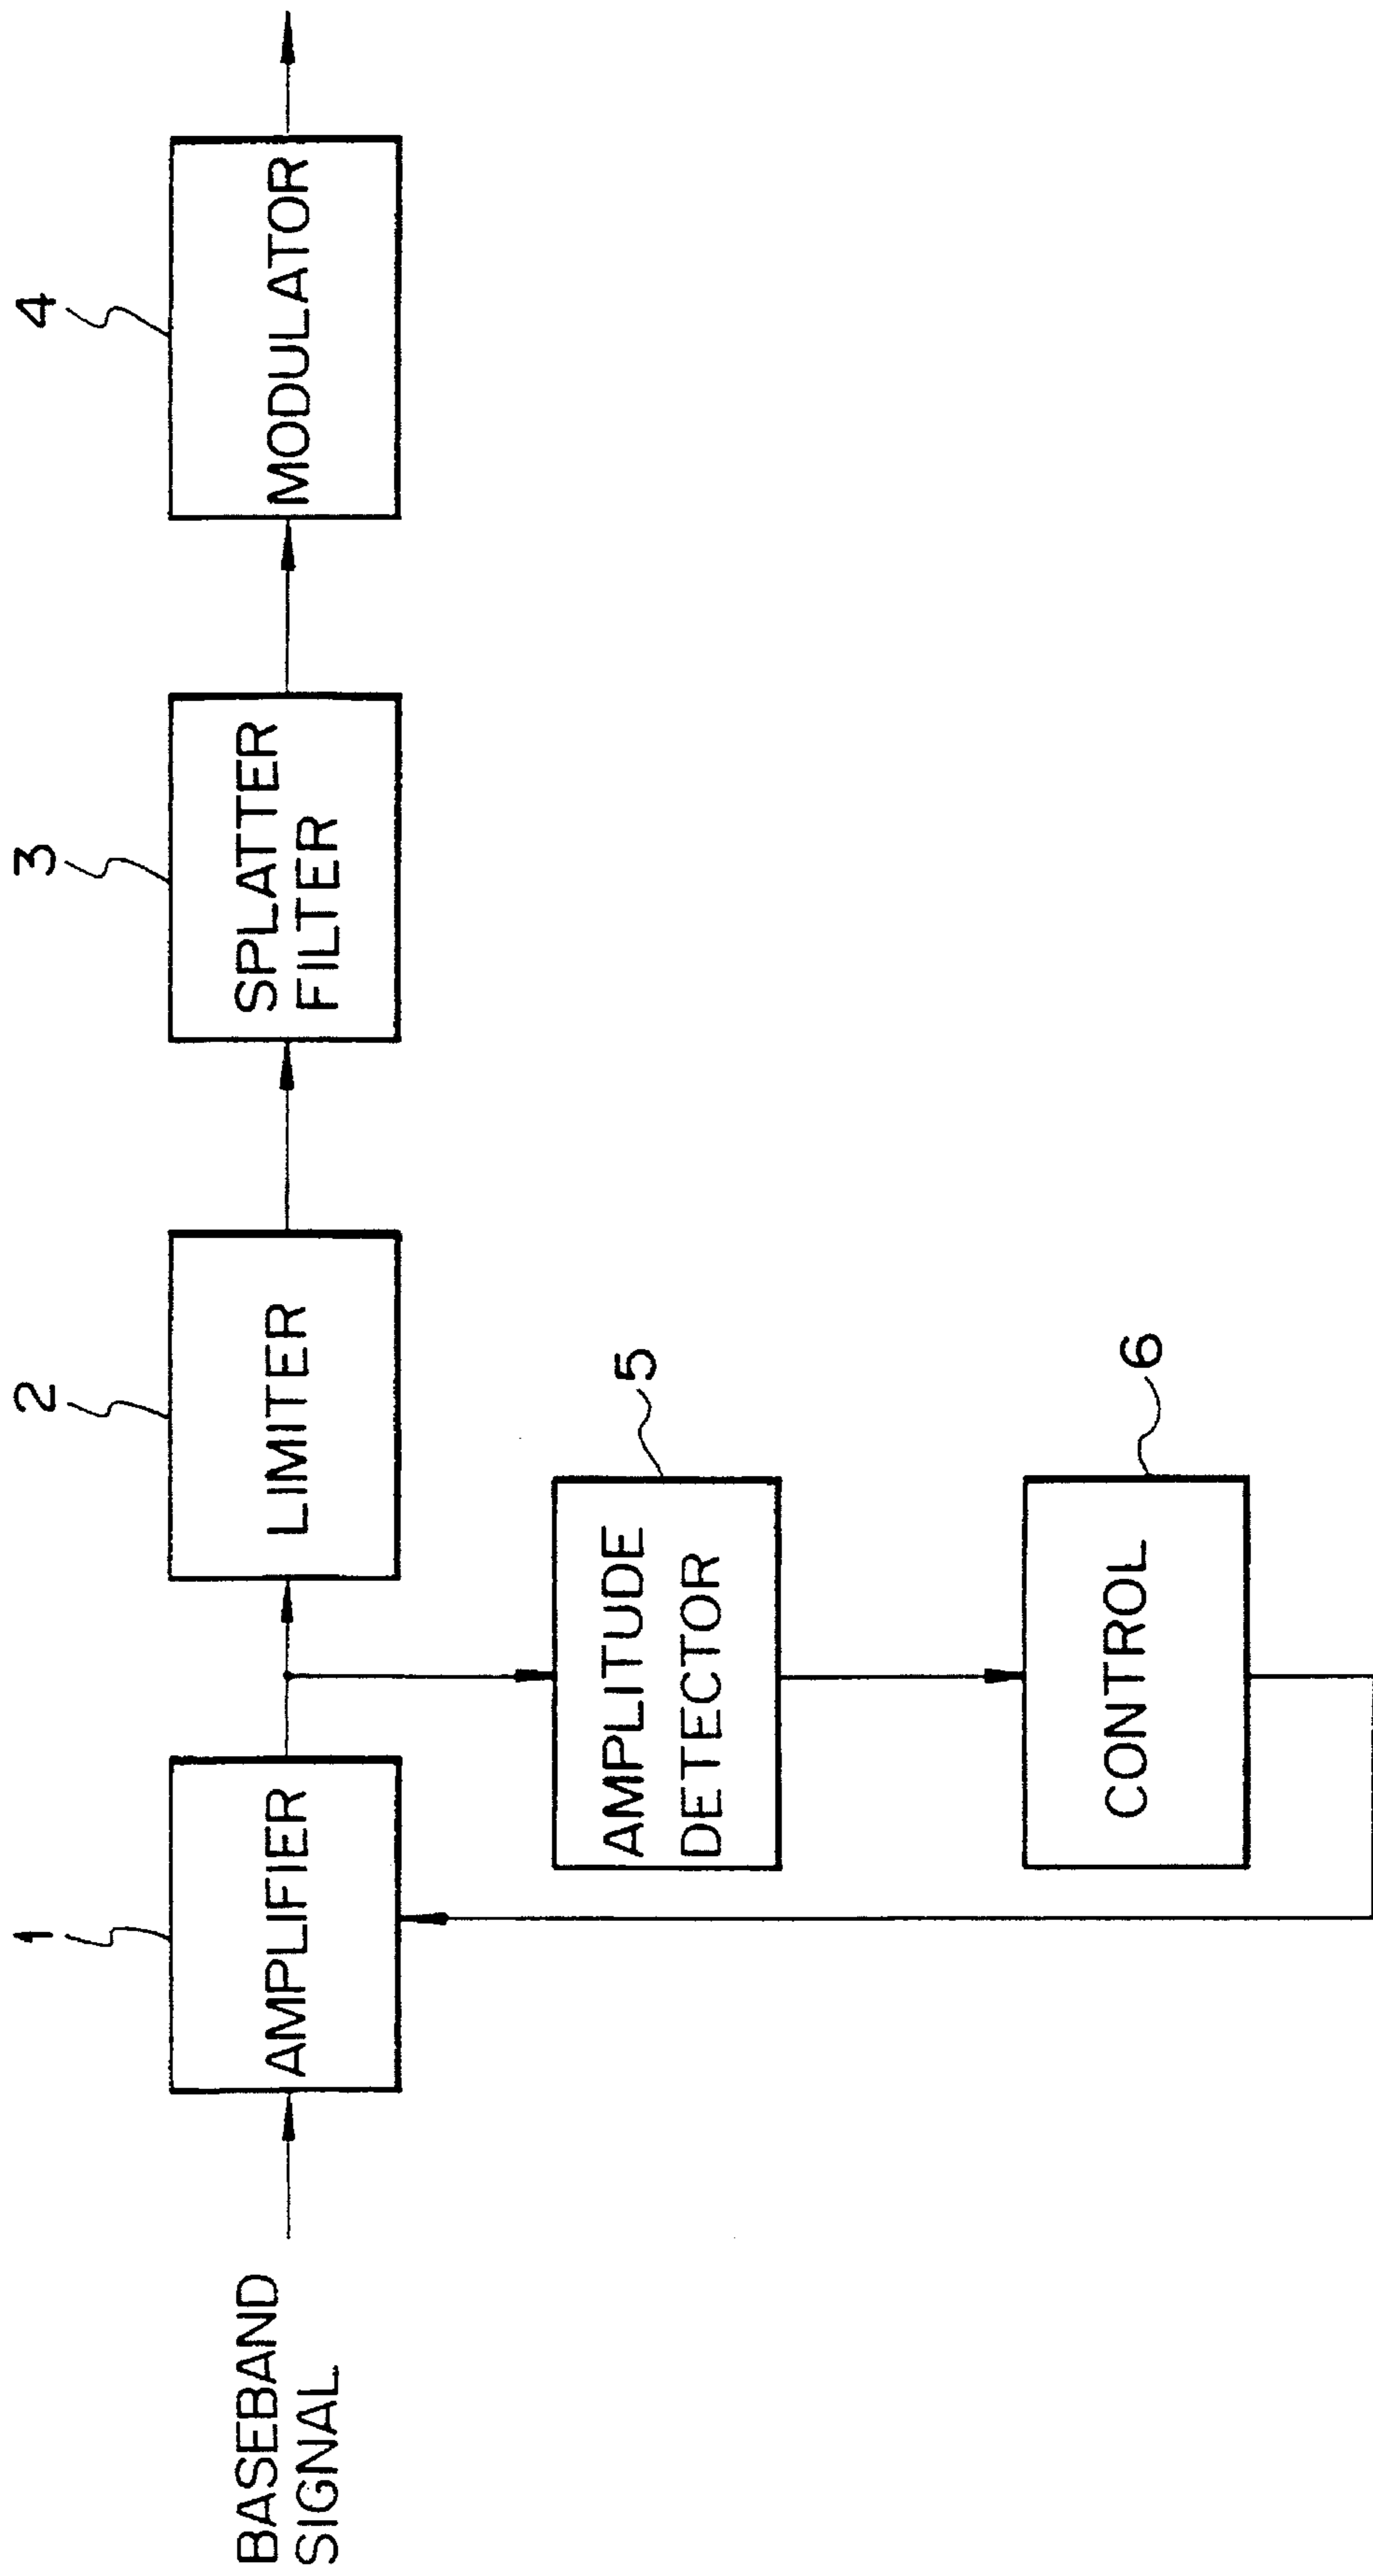 BASEBAND
SIGNAL
1
AMPLIFIER
2
LIMITER
3
SPLATTER
FILTER
4
MODULATOR
5
AMPLITUDE
DETECTOR
6
CONTROL